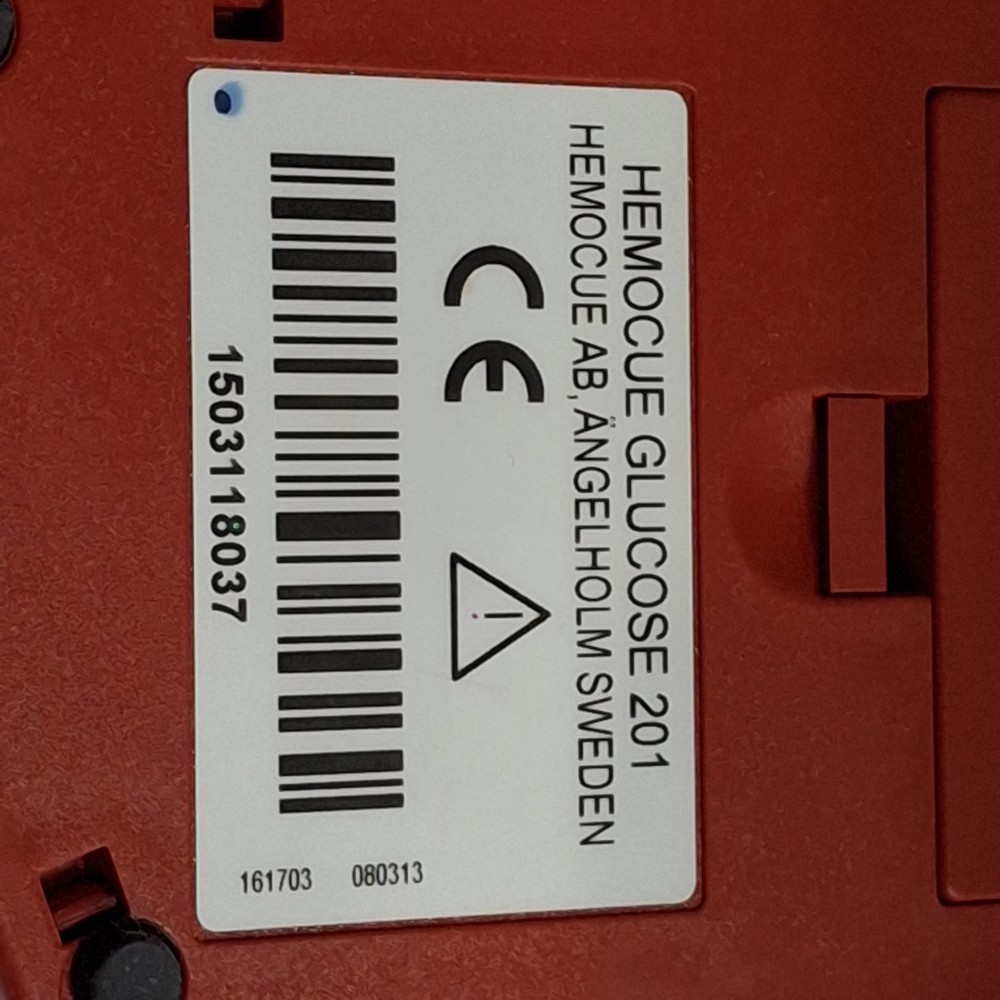 HEMOCUE GLUCOSE 201
HEMOCUE AB, ÄNGELHOLM SWEDEN
CE
1503118037
161703 080313